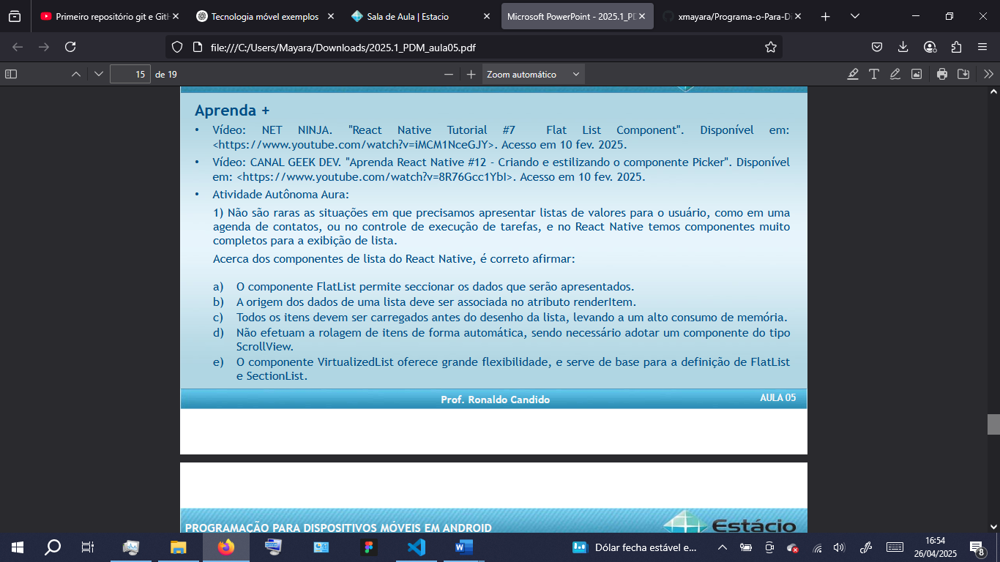 Primeiro repositório git e GitH
Tecnologia móvel exemplos
Sala de Aula | Estacio
Microsoft PowerPoint - 2025.1_PD
xmayara/Programa-o-Para-Di
file:///C:/Users/Mayara/Downloads/2025.1_PDM_aula05.pdf
15 de 19
Zoom automático
Aprenda +
• Vídeo: NET NINJA. "React Native Tutorial #7 Flat List Component". Disponível em:
<https://www.youtube.com/watch?v=iMCM1NceGJY>. Acesso em 10 fev. 2025.
• Vídeo: CANAL GEEK DEV. "Aprenda React Native #12 - Criando e estilizando o componente Picker". Disponível
em: <https://www.youtube.com/watch?v=8R76Gcc1YbI>. Acesso em 10 fev. 2025.
• Atividade Autônoma Aura:
1) Não são raras as situações em que precisamos apresentar listas de valores para o usuário, como em uma
agenda de contatos, ou no controle de execução de tarefas, e no React Native temos componentes muito
completos para a exibição de lista.
Acerca dos componentes de lista do React Native, é correto afirmar:
a) O componente FlatList permite seccionar os dados que serão apresentados.
b) A origem dos dados de uma lista deve ser associada no atributo renderItem.
c) Todos os itens devem ser carregados antes do desenho da lista, levando a um alto consumo de memória.
d) Não efetuam a rolagem de itens de forma automática, sendo necessário adotar um componente do tipo
ScrollView.
e) O componente VirtualizedList oferece grande flexibilidade, e serve de base para a definição de FlatList
e SectionList.
Prof. Ronaldo Candido
AULA 05
PROGRAMAÇÃO PARA DISPOSITIVOS MÓVEIS EM ANDROID
Estácio
Dólar fecha estável e...
16:54
26/04/2025
8